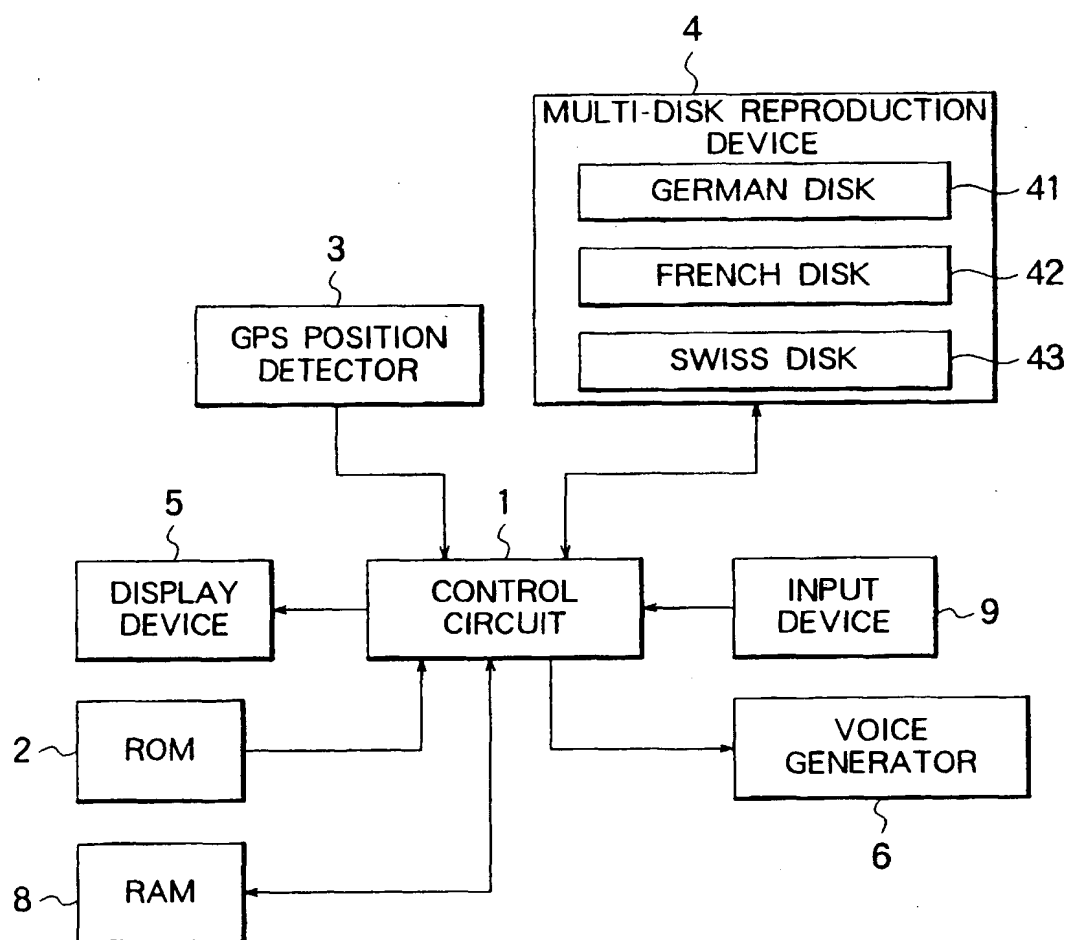 4
MULTI-DISK REPRODUCTION
DEVICE
GERMAN DISK
41
FRENCH DISK
42
SWISS DISK
43
3
GPS POSITION
DETECTOR
5
DISPLAY
DEVICE
1
CONTROL
CIRCUIT
INPUT
DEVICE
9
2
ROM
VOICE
GENERATOR
6
8
RAM